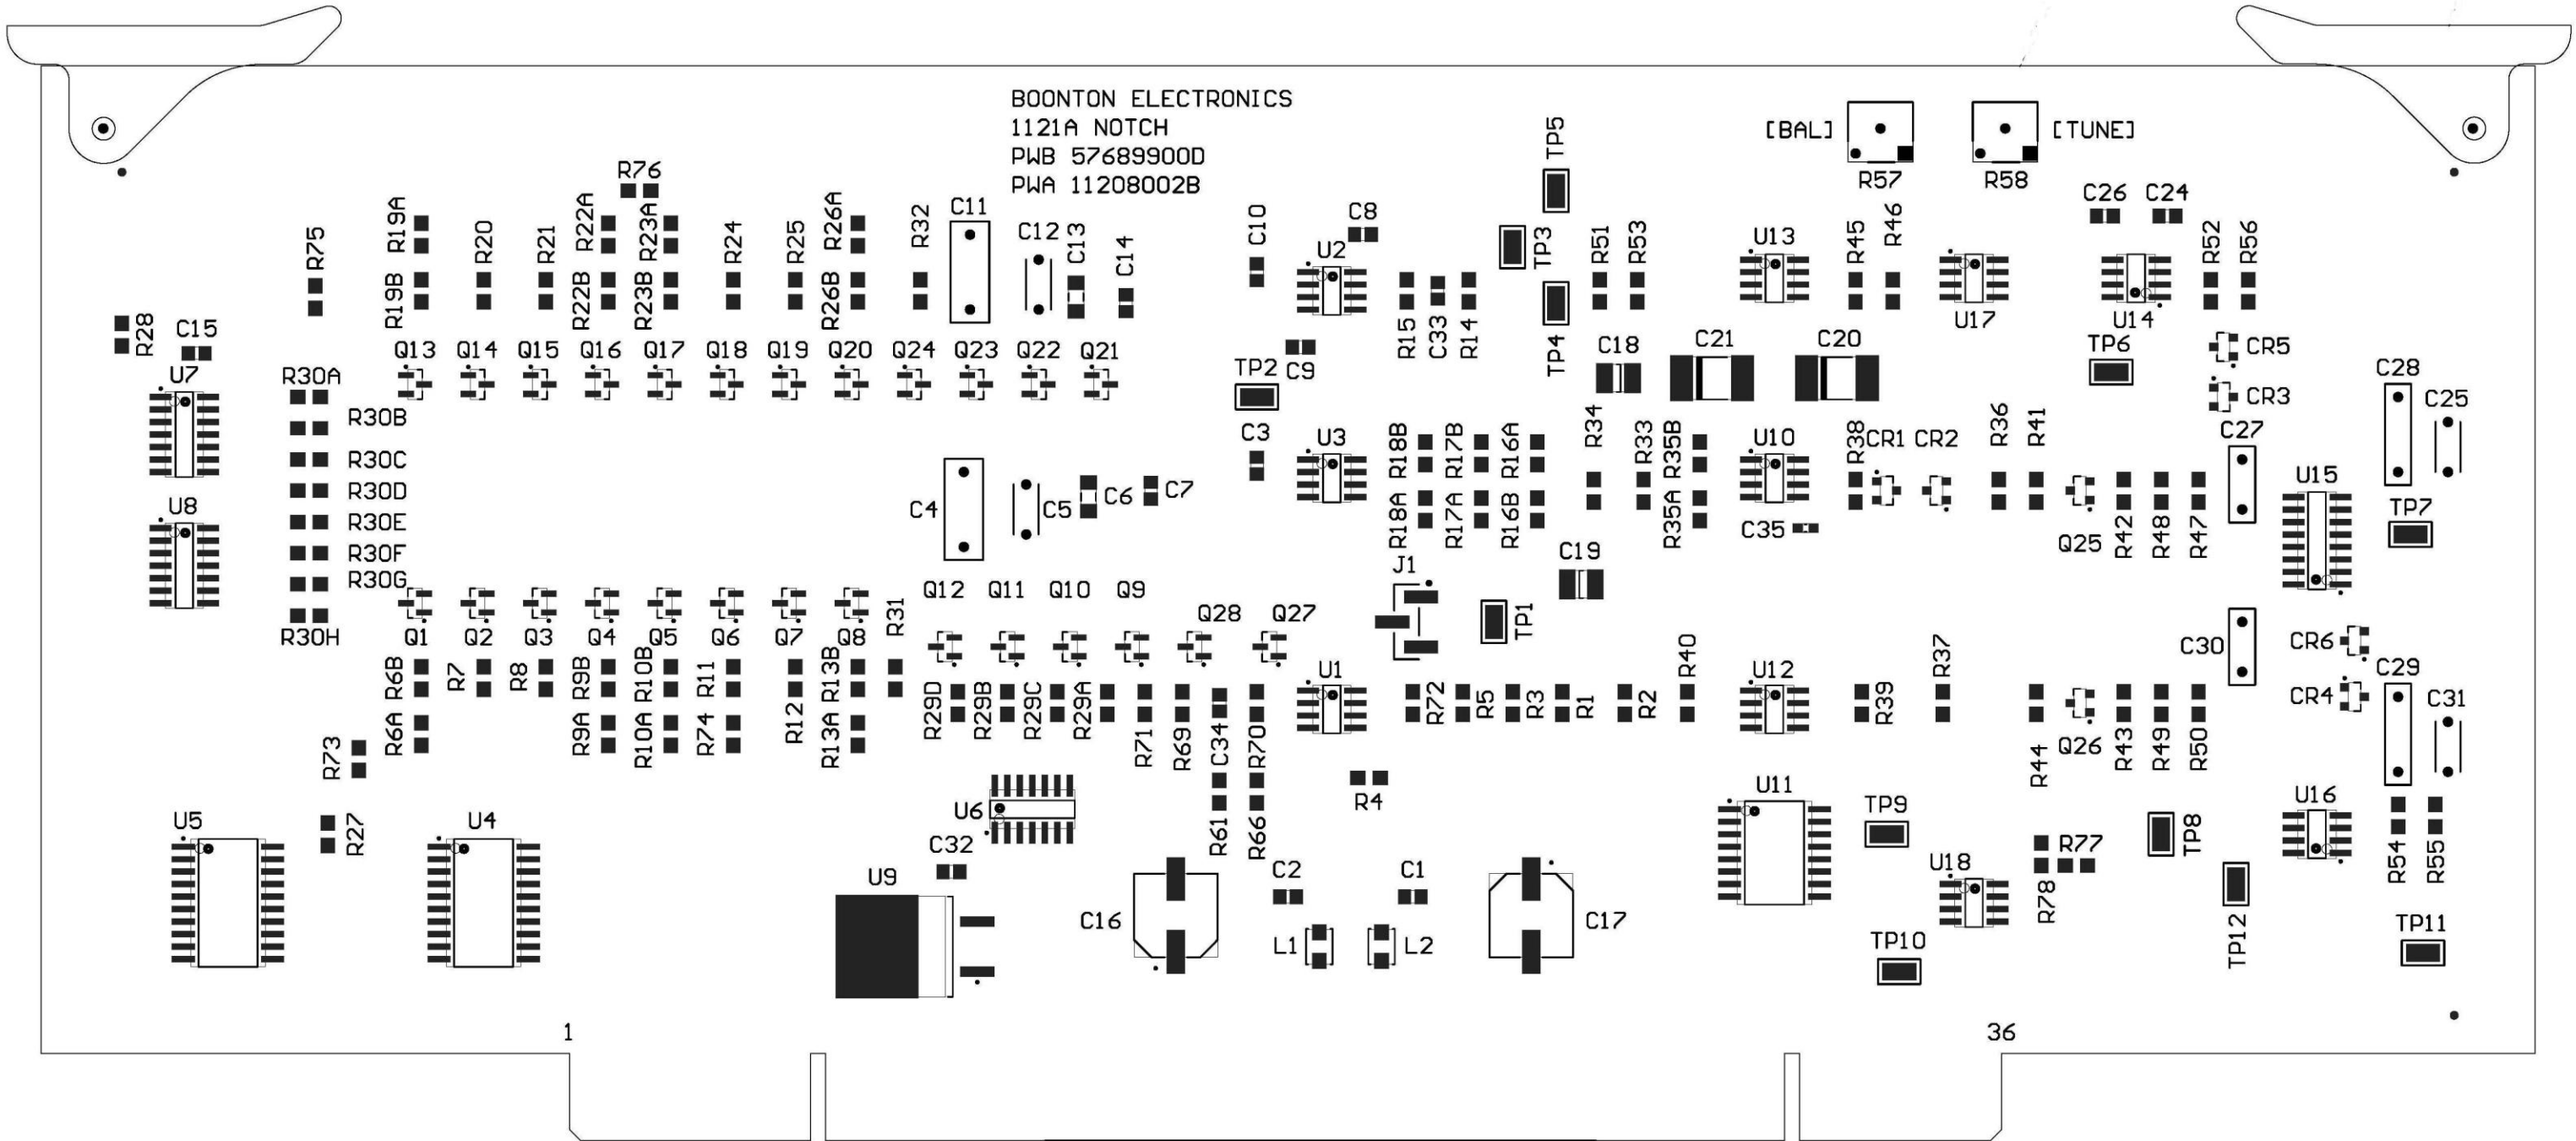 BOONTON ELECTRONICS
1121A NOTCH
PWB 57689900D
PWA 11208002B
[BAL]
[TUNE]
R57
R58
TP5
R76
R19A
R20
R21
R22A
R23A
R24
R25
R26A
R32
C11
C12
C13
C14
C10
C8
U2
TP3
R51
R53
U13
R45
R46
C26
C24
R52
R56
R75
R19B
R22B
R23B
R26B
R28
C15
R15
C33
R14
TP4
U17
U14
TP6
CR5
Q13
Q14
Q15
Q16
Q17
Q18
Q19
Q20
Q24
Q23
Q22
Q21
TP2
C9
C18
C21
C20
CR3
C28
C25
U7
R30A
R30B
R30C
R30D
R30E
R30F
R30G
R30H
U8
C3
U3
R18B
R17B
R16A
R34
R33
R35B
U10
R38
CR1
CR2
R36
R41
C27
U15
TP7
C4
C5
C6
C7
R18A
R17A
R16B
R35A
C35
Q25
R42
R48
R47
C19
J1
TP1
Q12
Q11
Q10
Q9
Q28
Q27
Q1
Q2
Q3
Q4
Q5
Q6
Q7
Q8
R31
R6B
R7
R8
R9B
R10B
R11
R13B
U1
R40
U12
R37
C30
CR6
C29
CR4
C31
R6A
R9A
R10A
R74
R12
R13A
R29D
R29B
R29C
R29A
R71
R69
C34
R70
R72
R5
R3
R1
R2
R39
R44
Q26
R43
R49
R50
R73
R27
U5
U4
U6
C32
U9
R61
R66
R4
U11
TP9
U18
R77
R78
TP8
U16
R54
R55
C16
C2
C1
C17
L1
L2
TP10
TP12
TP11
1
36